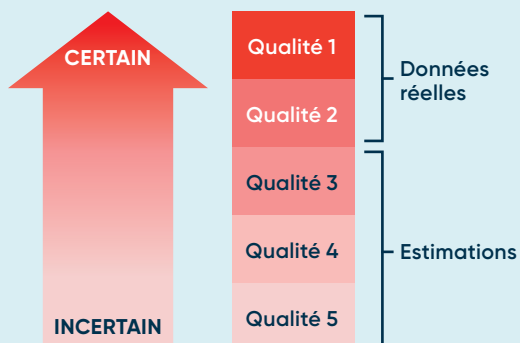 CERTAIN
Qualité 1
Données
réelles
Qualité 2
Qualité 3
Qualité 4
Estimations
Qualité 5
INCERTAIN